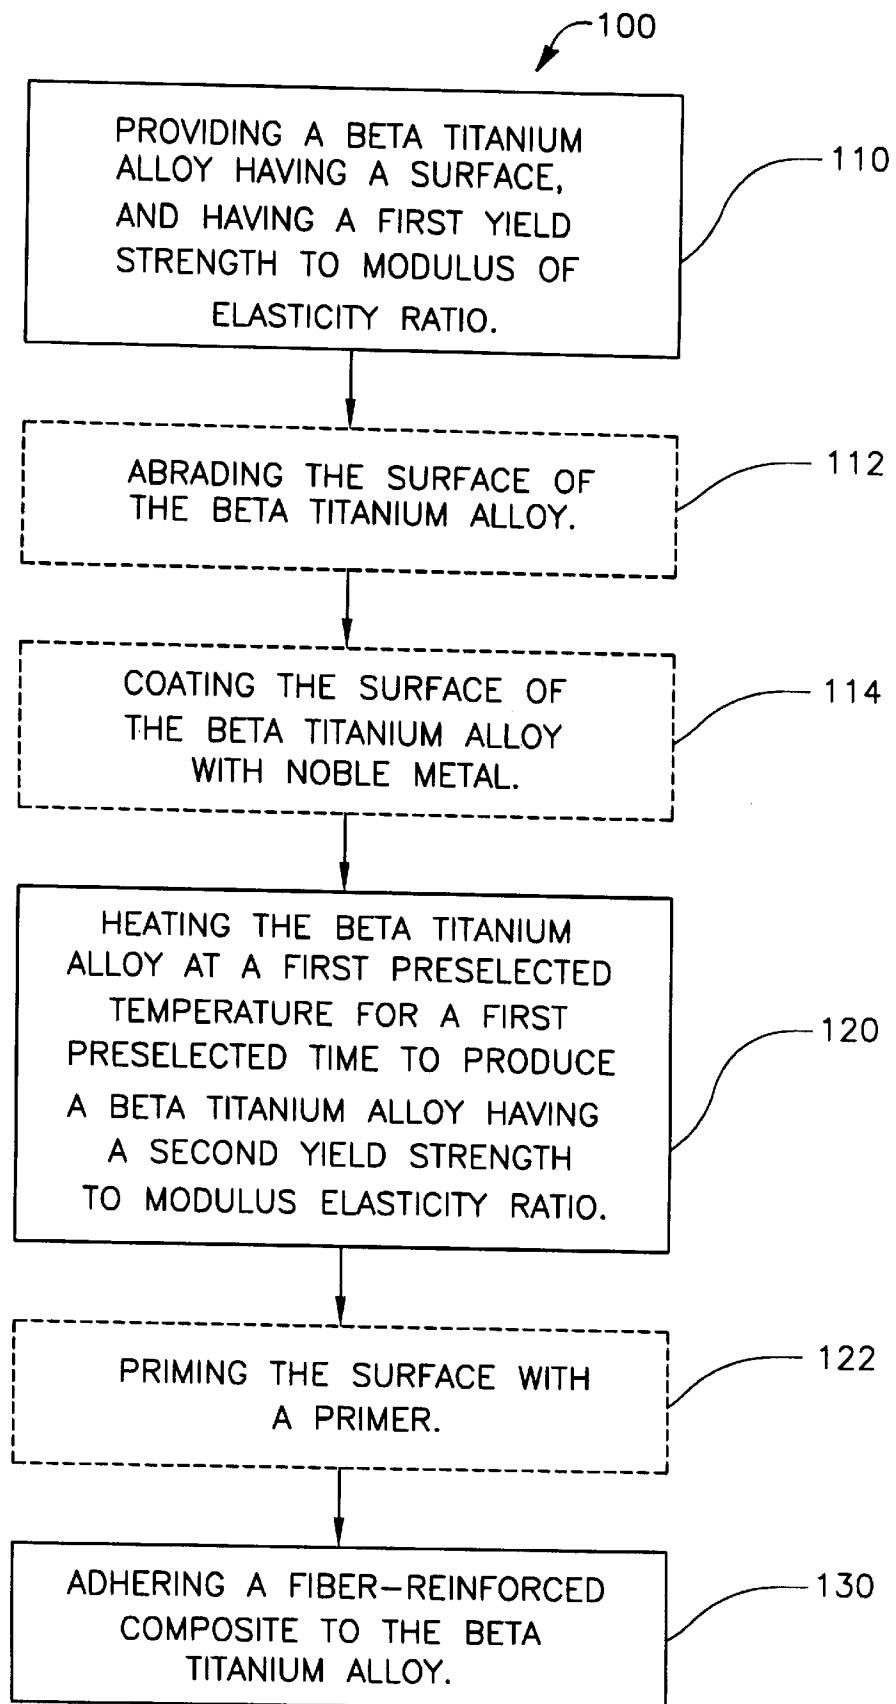 100
PROVIDING A BETA TITANIUM
ALLOY HAVING A SURFACE,
AND HAVING A FIRST YIELD
STRENGTH TO MODULUS OF
ELASTICITY RATIO.
110
ABRADING THE SURFACE OF
THE BETA TITANIUM ALLOY.
112
COATING THE SURFACE OF
THE BETA TITANIUM ALLOY
WITH NOBLE METAL.
114
HEATING THE BETA TITANIUM
ALLOY AT A FIRST PRESELECTED
TEMPERATURE FOR A FIRST
PRESELECTED TIME TO PRODUCE
A BETA TITANIUM ALLOY HAVING
A SECOND YIELD STRENGTH
TO MODULUS ELASTICITY RATIO.
120
PRIMING THE SURFACE WITH
A PRIMER.
122
ADHERING A FIBER-REINFORCED
COMPOSITE TO THE BETA
TITANIUM ALLOY.
130